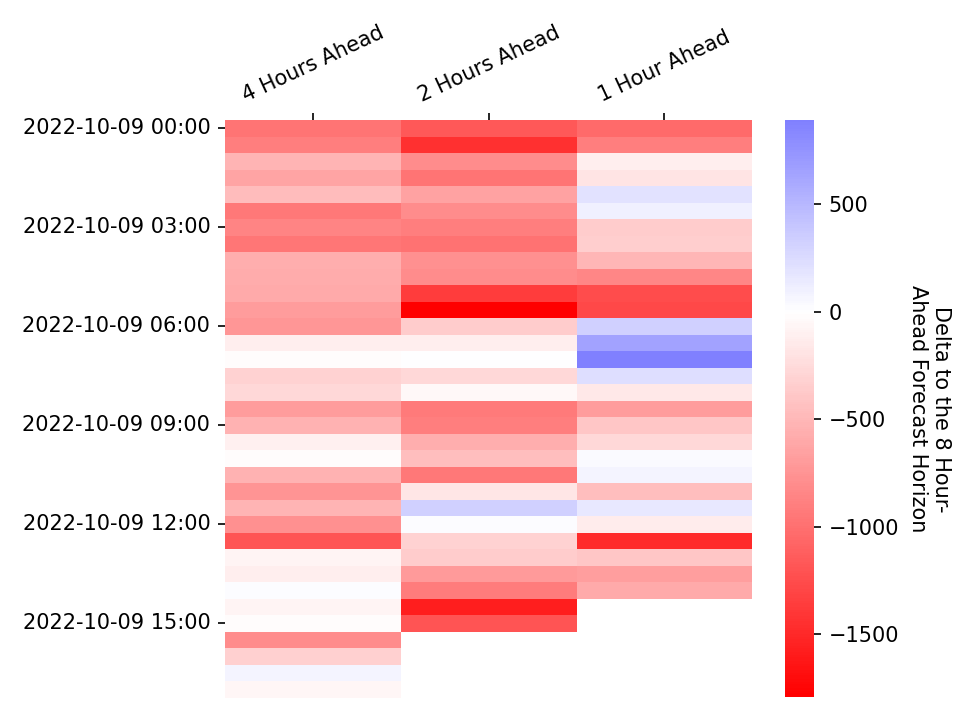 4 Hours Ahead
2 Hours Ahead
1 Hour Ahead
2022-10-09 00:00
2022-10-09 03:00
2022-10-09 06:00
2022-10-09 09:00
2022-10-09 12:00
2022-10-09 15:00
500
0
−500
−1000
−1500
Delta to the 8 Hour-
Ahead Forecast Horizon